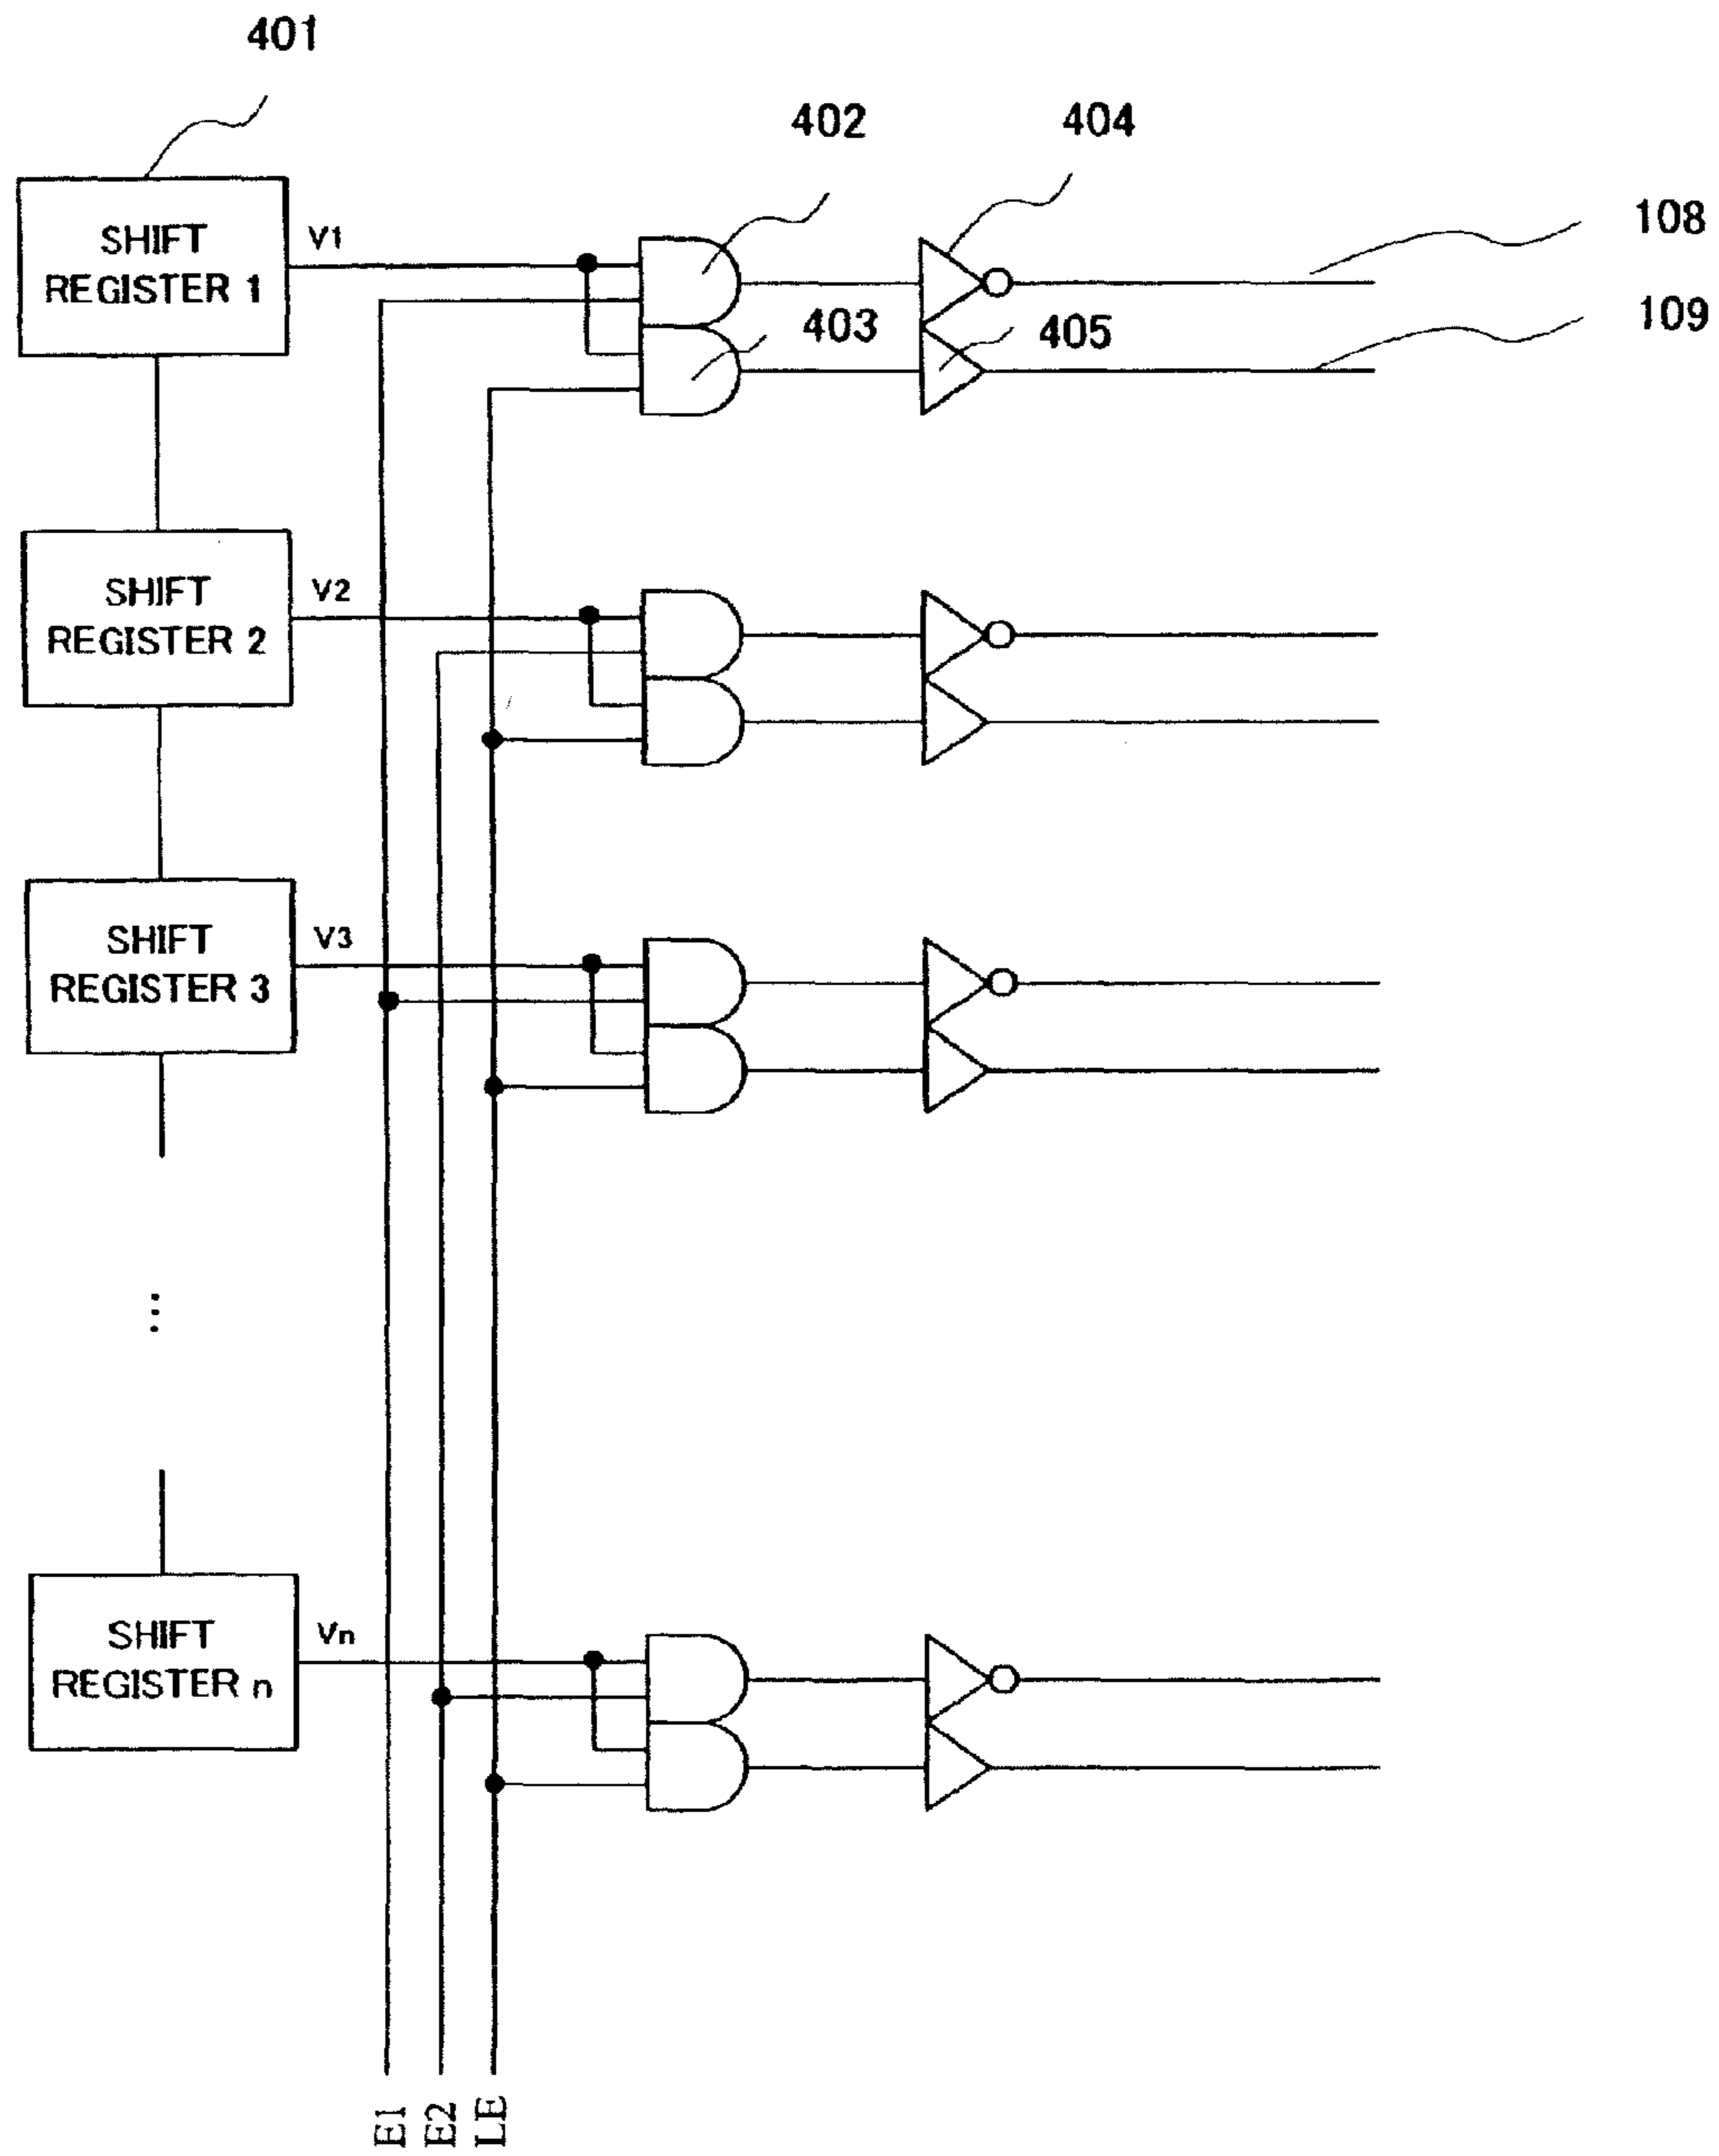 401
402
404
108
SHIFT
REGISTER 1
V1
109
403
405
SHIFT
REGISTER 2
V2
SHIFT
REGISTER 3
V3
...
SHIFT
REGISTER n
Vn
E1
E2
LE